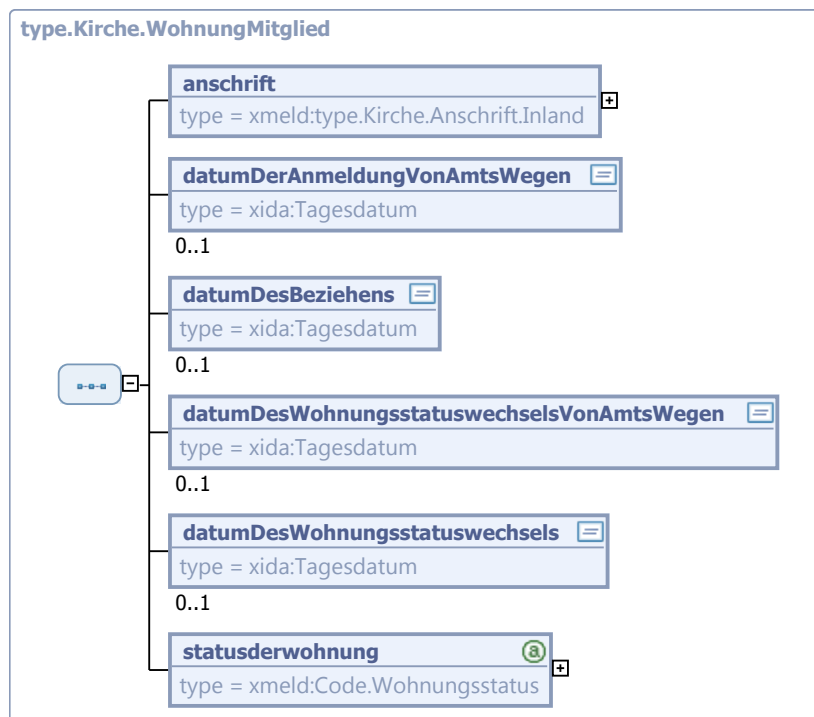 type.Kirche.WohnungMitglied
anschrift
type = xmeld:type.Kirche.Anschrift.Inland
datumDerAnmeldungVonAmtsWegen
type = xida:Tagesdatum
0..1
datumDesBeziehens
type = xida:Tagesdatum
0..1
datumDesWohnungsstatuswechselsVonAmtsWegen
type = xida:Tagesdatum
0..1
datumDesWohnungsstatuswechsels
type = xida:Tagesdatum
0..1
statusderwohnung
type = xmeld:Code.Wohnungsstatus